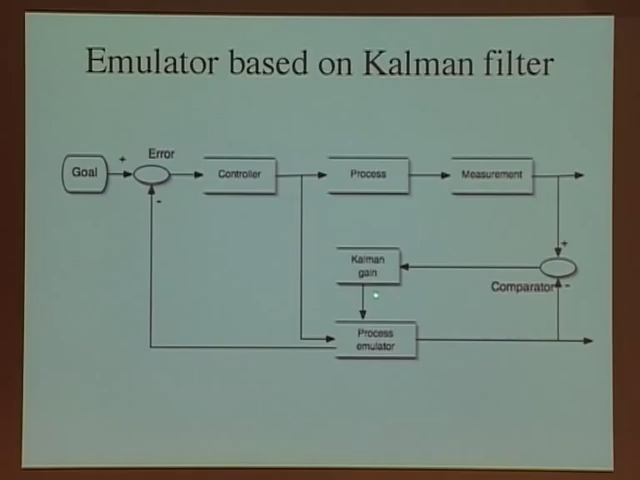 Emulator based on Kalman filter
Goal
+
Error
-
Controller
Process
Measurement
+
Kalman
gain
Comparator
-
Process
emulator